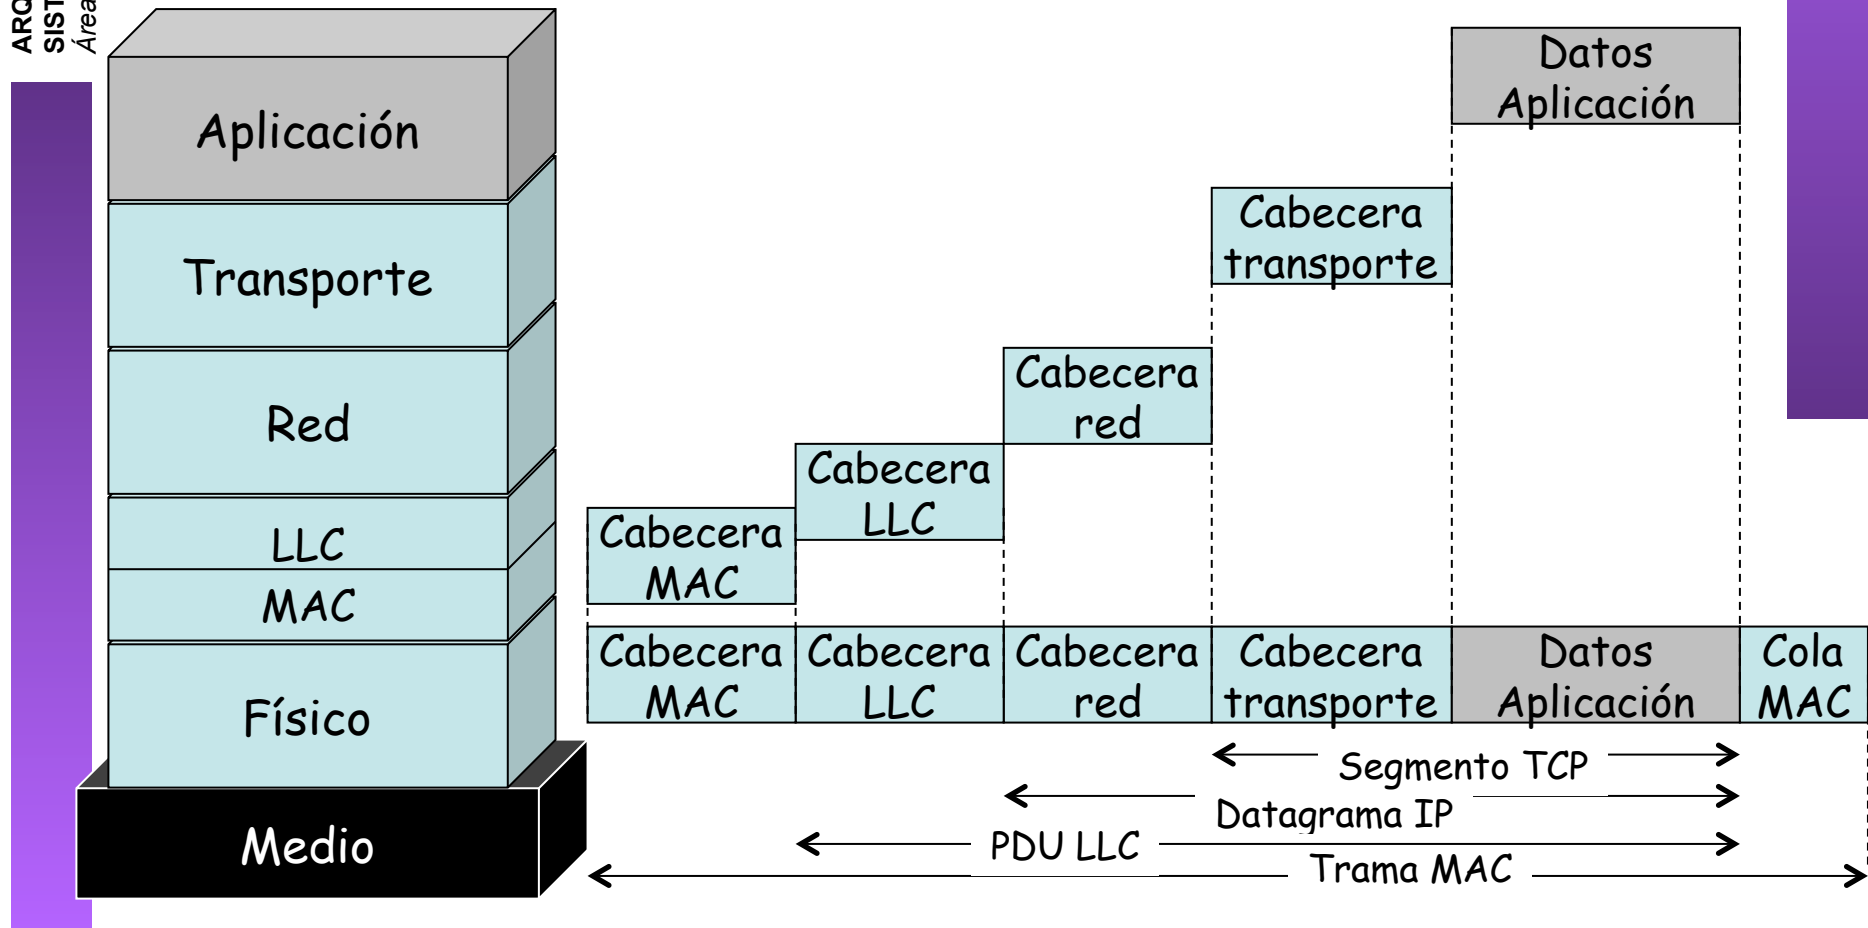 Área
Aplicación
Transporte
Red
LLC
MAC
Físico
Medio
Datos
Aplicación
Cabecera
transporte
Cabecera
red
Cabecera
LLC
Cabecera
MAC
Cabecera
MAC
Cabecera
LLC
Cabecera
red
Cabecera
transporte
Datos
Aplicación
Cola
MAC
Segmento TCP
Datagrama IP
PDU LLC
Trama MAC